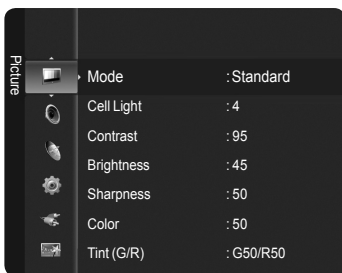 Picture
Mode : Standard
Cell Light : 4
Contrast : 95
Brightness : 45
Sharpness : 50
Color : 50
Tint (G/R) : G50/R50